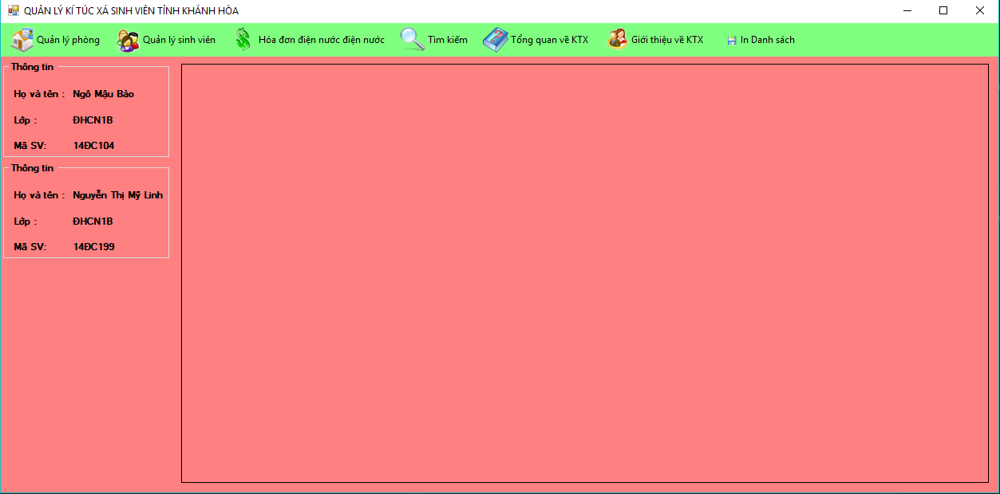 QUẢN LÝ KÍ TÚC XÁ SINH VIÊN TỈNH KHÁNH HÒA
Quản lý phòng Quản lý sinh viên Hóa đơn điện nước điện nước Tìm kiếm Tổng quan về KTX Giới thiệu về KTX In Danh sách
Thông tin
Họ và tên : Ngô Mậu Bảo
Lớp : ĐHCN1B
Mã SV: 14ĐC104
Thông tin
Họ và tên : Nguyễn Thị Mỹ Linh
Lớp : ĐHCN1B
Mã SV: 14ĐC199